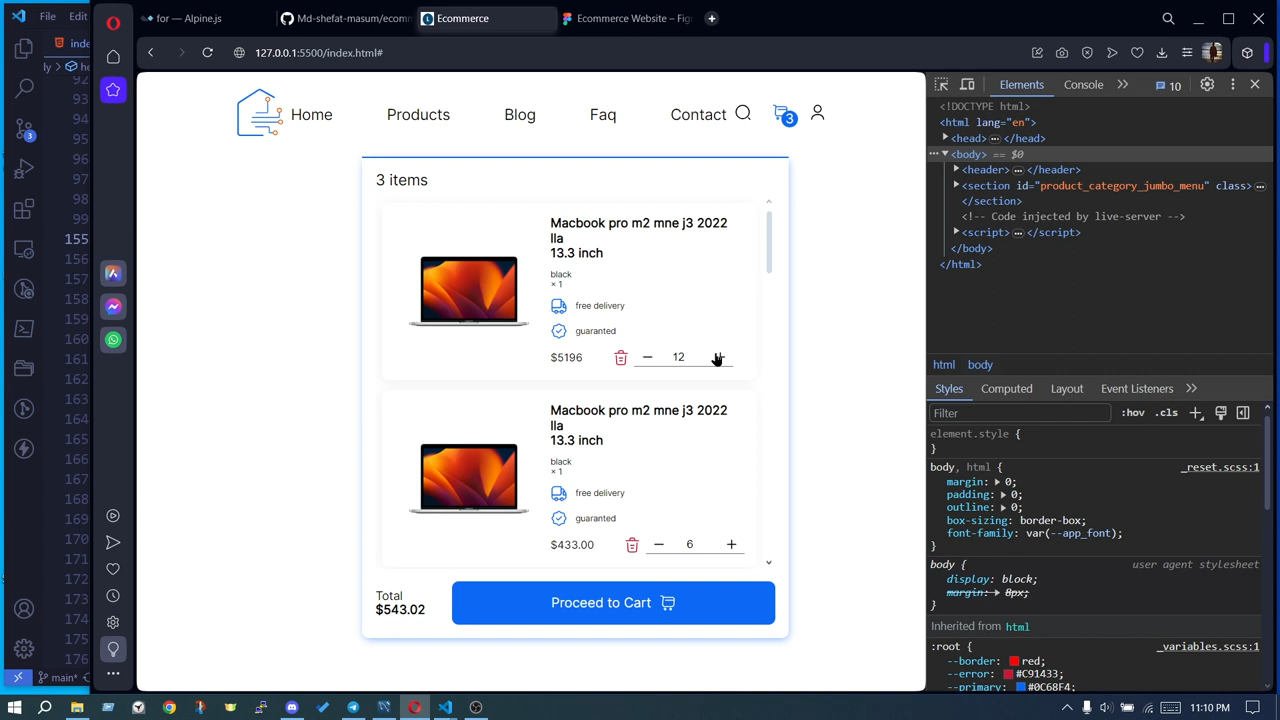 File
Edit
for — Alpine.js
Md-shefat-masum/ecomm
Ecommerce
Ecommerce Website – Fig
127.0.0.1:5500/index.html#
inde
ly > he
92
93
94
95
96
97
98
99
155
156
157
158
159
160
161
162
163
164
165
166
167
168
169
170
171
172
173
174
175
176
3
main*
Home
Products
Blog
Faq
Contact
3
3 items
Macbook pro m2 mne j3 2022
lla
13.3 inch
black
× 1
free delivery
guaranted
$5196
12
Macbook pro m2 mne j3 2022
lla
13.3 inch
black
× 1
free delivery
guaranted
$433.00
6
Total
$543.02
Proceed to Cart
Elements
Console
10
<!DOCTYPE html>
<html lang="en">
<head> … </head>
<body> == $0
<header> … </header>
<section id="product_category_jumbo_menu" class> …
</section>
<!-- Code injected by live-server -->
<script> … </script>
</body>
</html>
html
body
Styles
Computed
Layout
Event Listeners
Filter
:hov
.cls
element.style {
}
body, html {
_reset.scss:1
margin: 0;
padding: 0;
outline: 0;
box-sizing: border-box;
font-family: var(--app_font);
}
body {
user agent stylesheet
display: block;
margin: 8px;
}
Inherited from html
:root {
_variables.scss:1
--border: red;
--error: #C91433;
--primary: #0C68F4;
11:10 PM